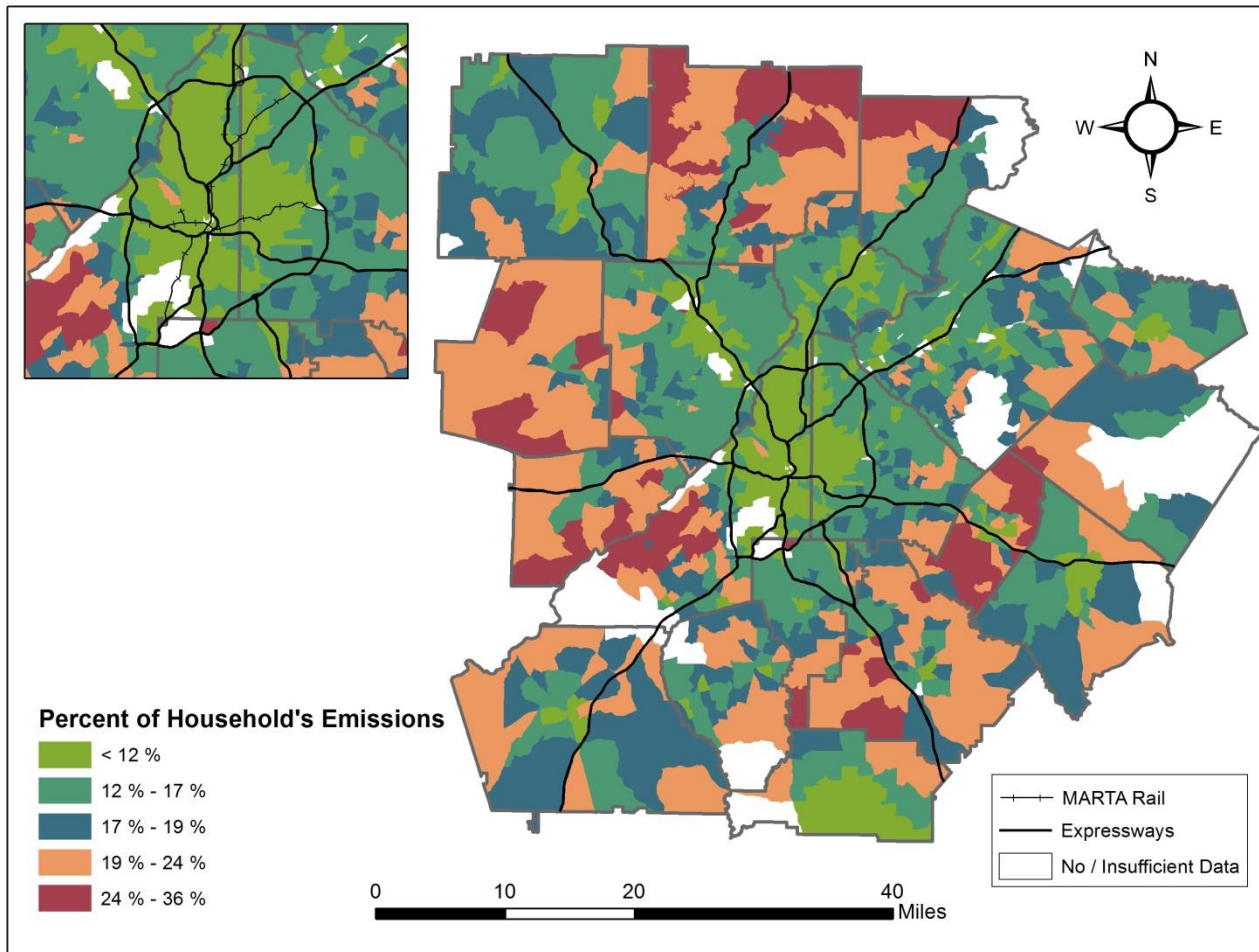 N
W E
S
Percent of Household's Emissions
< 12 %
12 % - 17 %
17 % - 19 %
19 % - 24 %
24 % - 36 %
MARTA Rail
Expressways
No / Insufficient Data
0 10 20 40
Miles